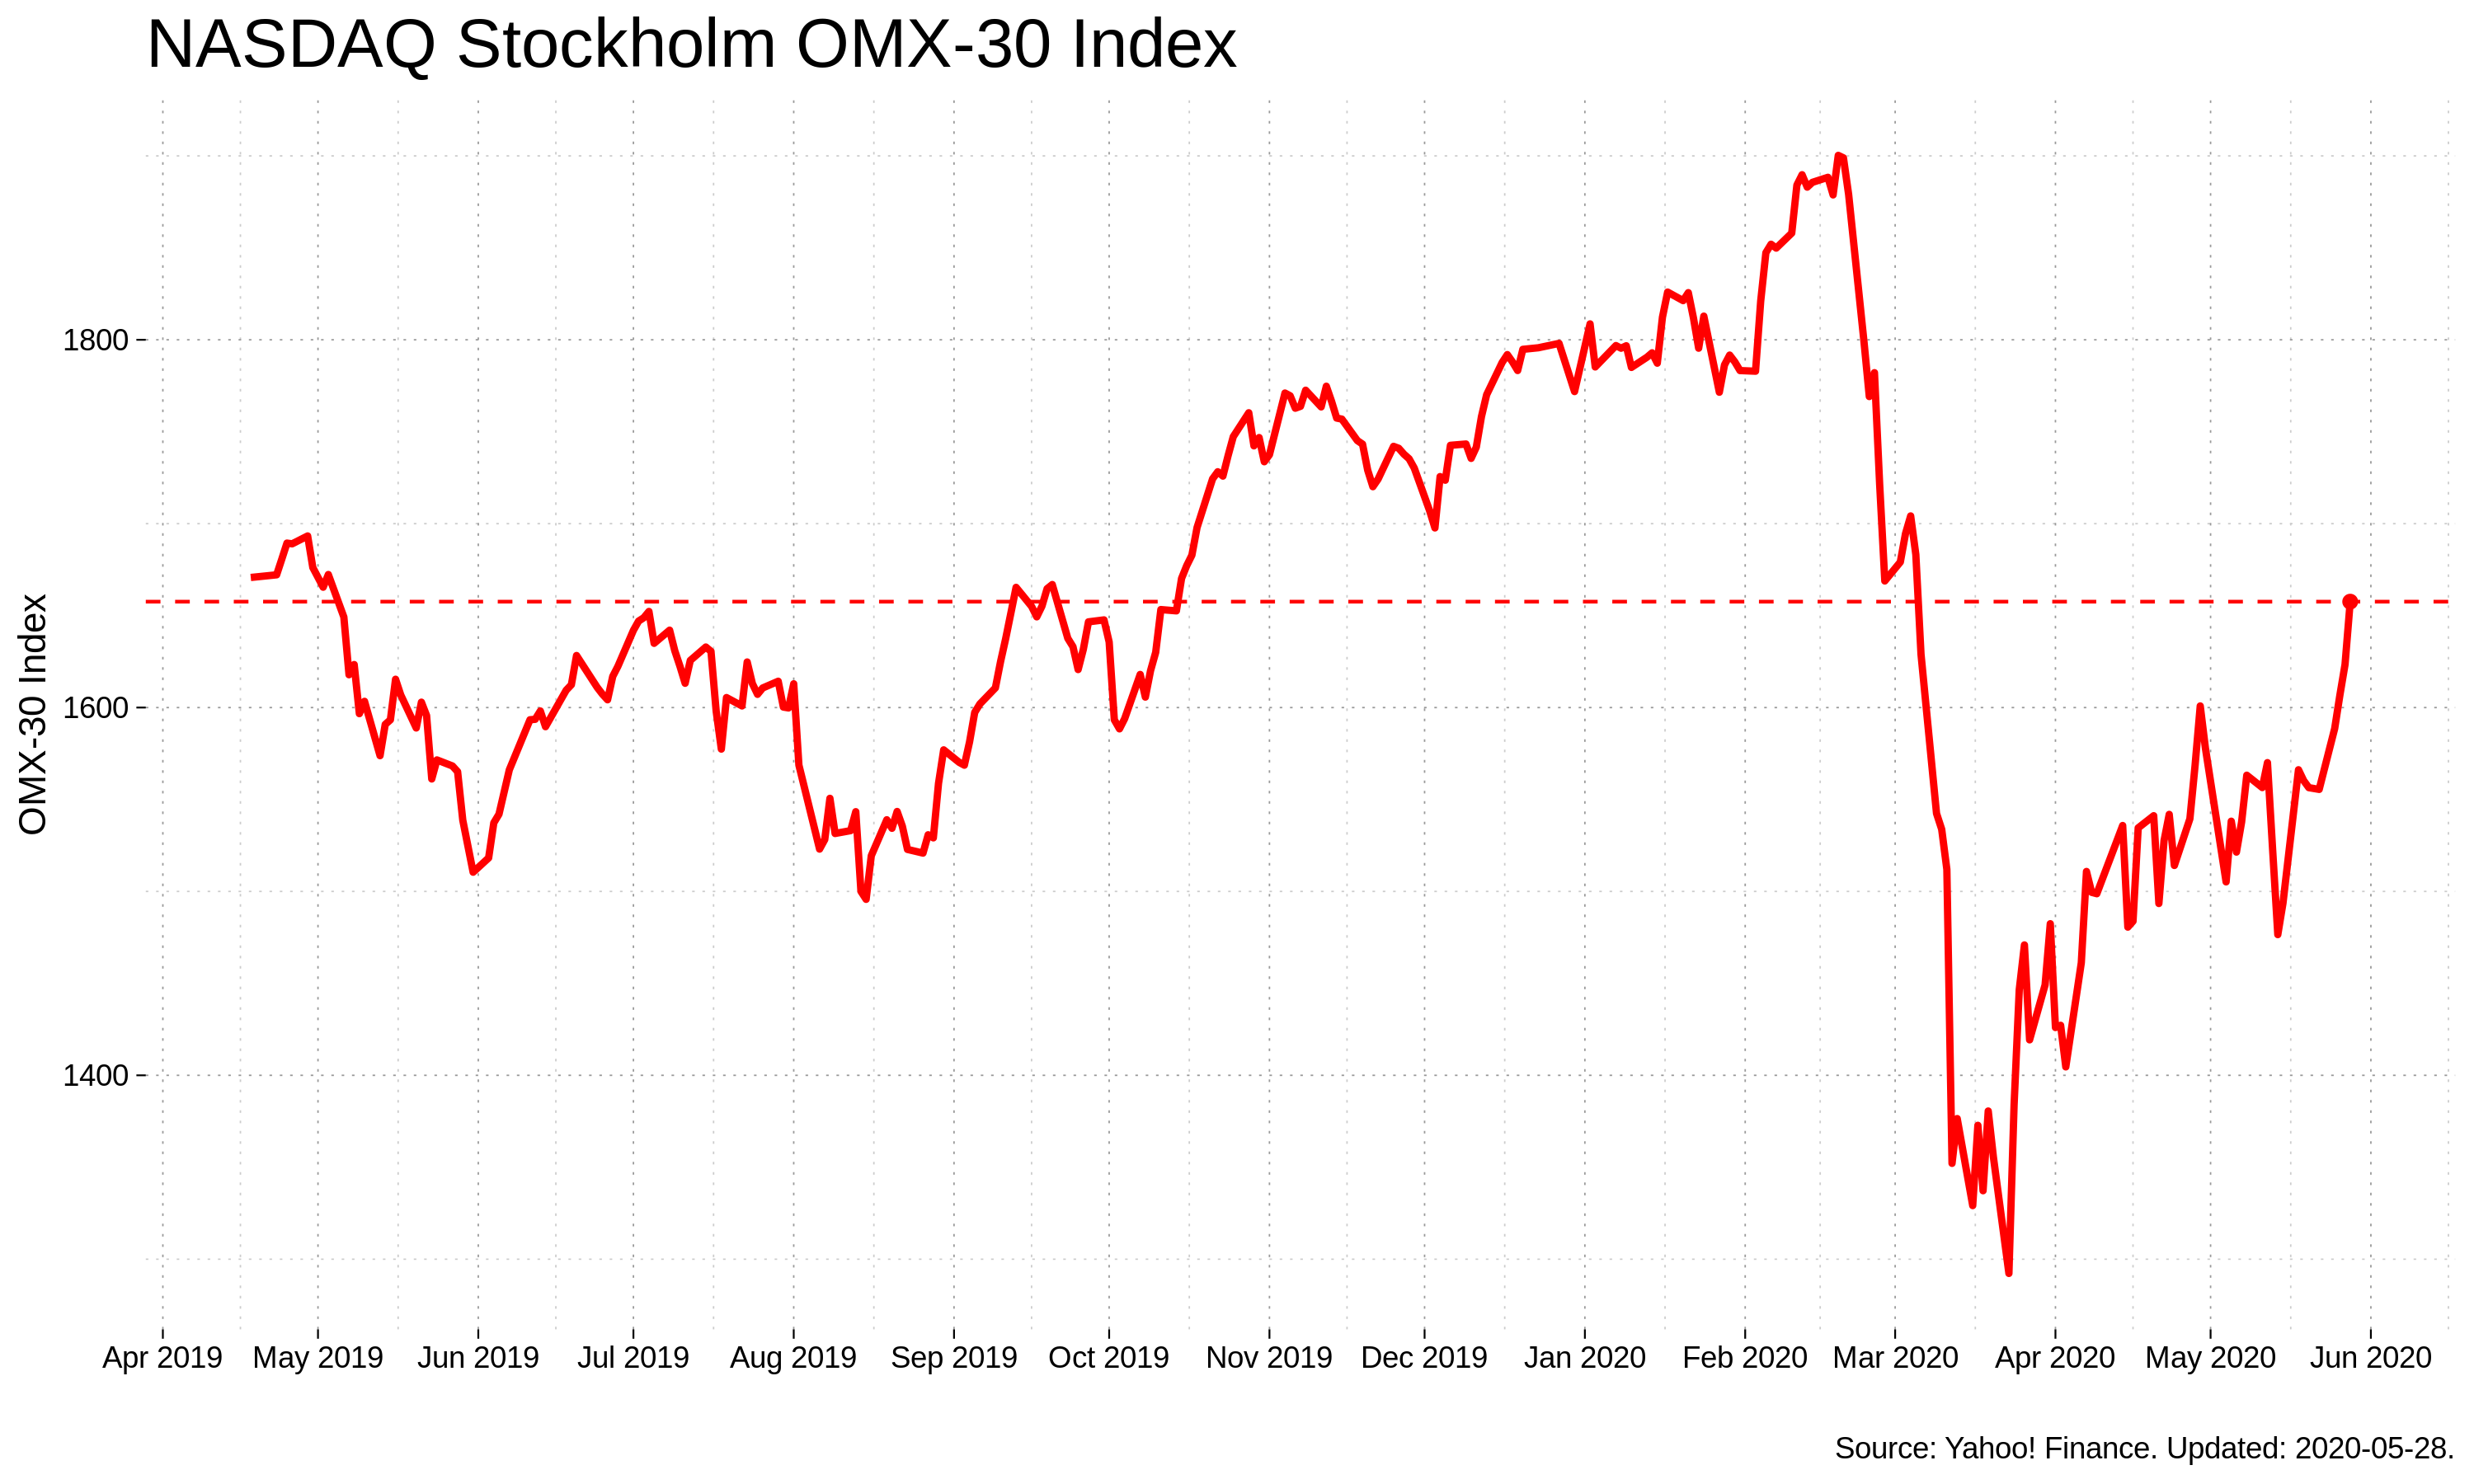 NASDAQ Stockholm OMX-30 Index
OMX-30 Index
1800
1600
1400
Apr 2019 May 2019 Jun 2019 Jul 2019 Aug 2019 Sep 2019 Oct 2019 Nov 2019 Dec 2019 Jan 2020 Feb 2020 Mar 2020 Apr 2020 May 2020 Jun 2020
Source: Yahoo! Finance. Updated: 2020-05-28.